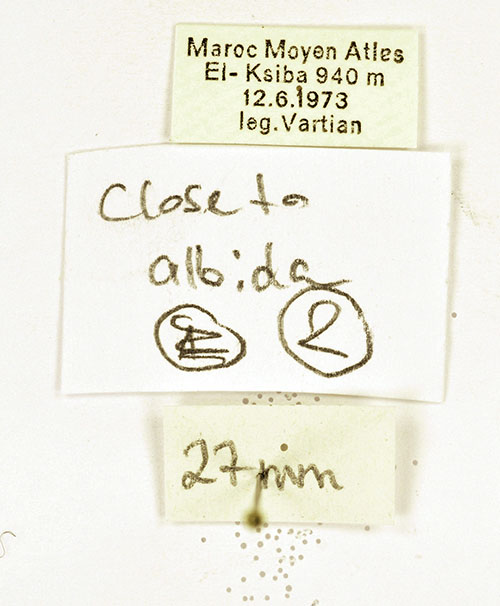 Maroc Moyen Atles
El-Ksiba 940 m
12.6.1973
leg.Vartian
Close to
albida
2
27mm